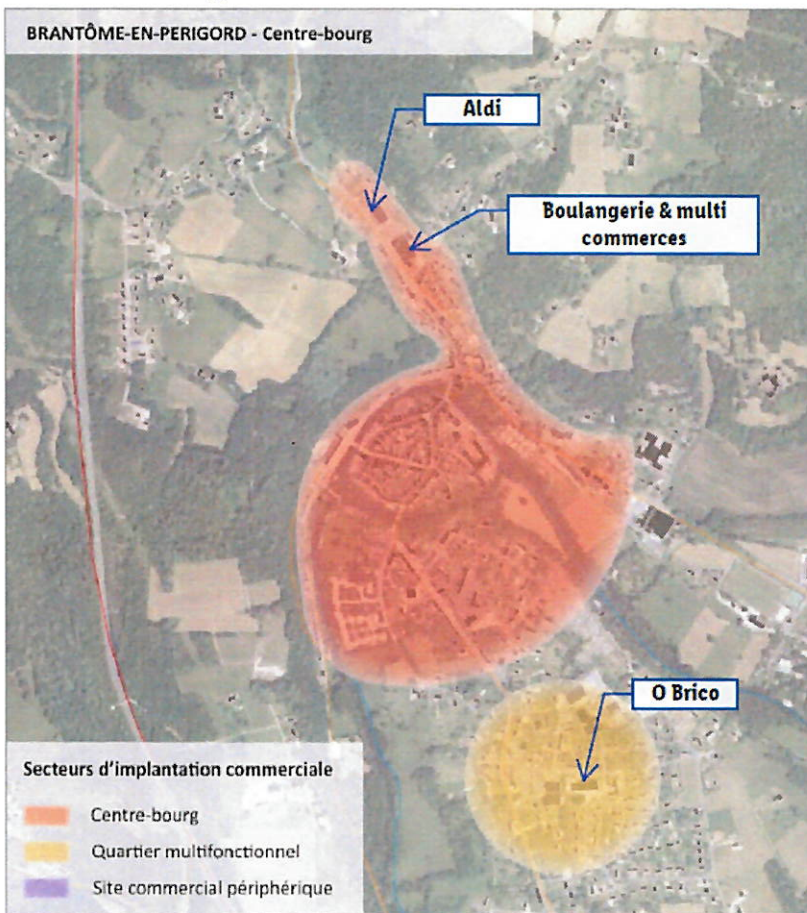 BRANTÔME-EN-PERIGORD - Centre-bourg
Aldi
Boulangerie & multi
commerces
O Brico
Secteurs d'implantation commerciale
Centre-bourg
Quartier multifonctionnel
Site commercial périphérique